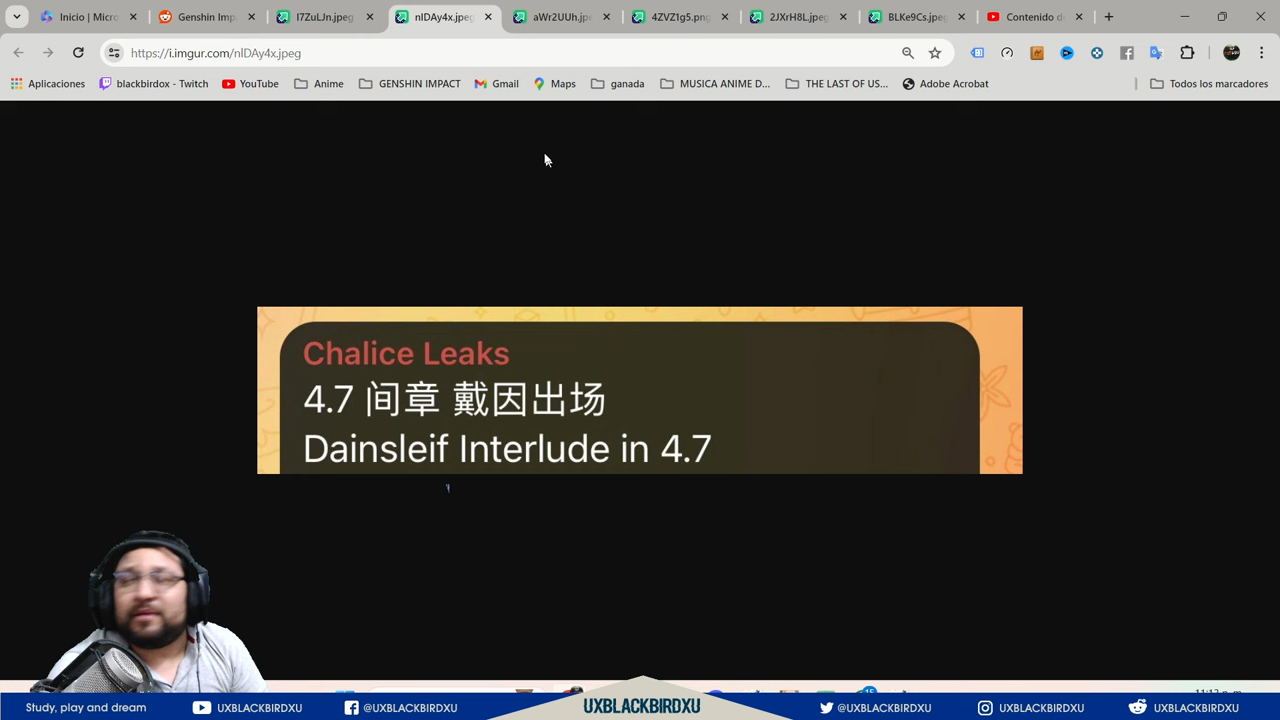 Inicio | Micro
Genshin Imp
I7ZuLJn.jpeg
nIDAy4x.jpeg
aWr2UUh.jpe
4ZVZ1g5.png
2JXrH8L.jpeg
BLKe9Cs.jpeg
Contenido d
https://i.imgur.com/nIDAy4x.jpeg
Aplicaciones
blackbirdox - Twitch
YouTube
Anime
GENSHIN IMPACT
Gmail
Maps
ganada
MUSICA ANIME D...
THE LAST OF US...
Adobe Acrobat
Todos los marcadores
Chalice Leaks
4.7 间章 戴因出场
Dainsleif Interlude in 4.7
Study, play and dream
UXBLACKBIRDXU
@UXBLACKBIRDXU
UXBLACKBIRDXU
@UXBLACKBIRDXU
UXBLACKBIRDXU
UXBLACKBIRDXU